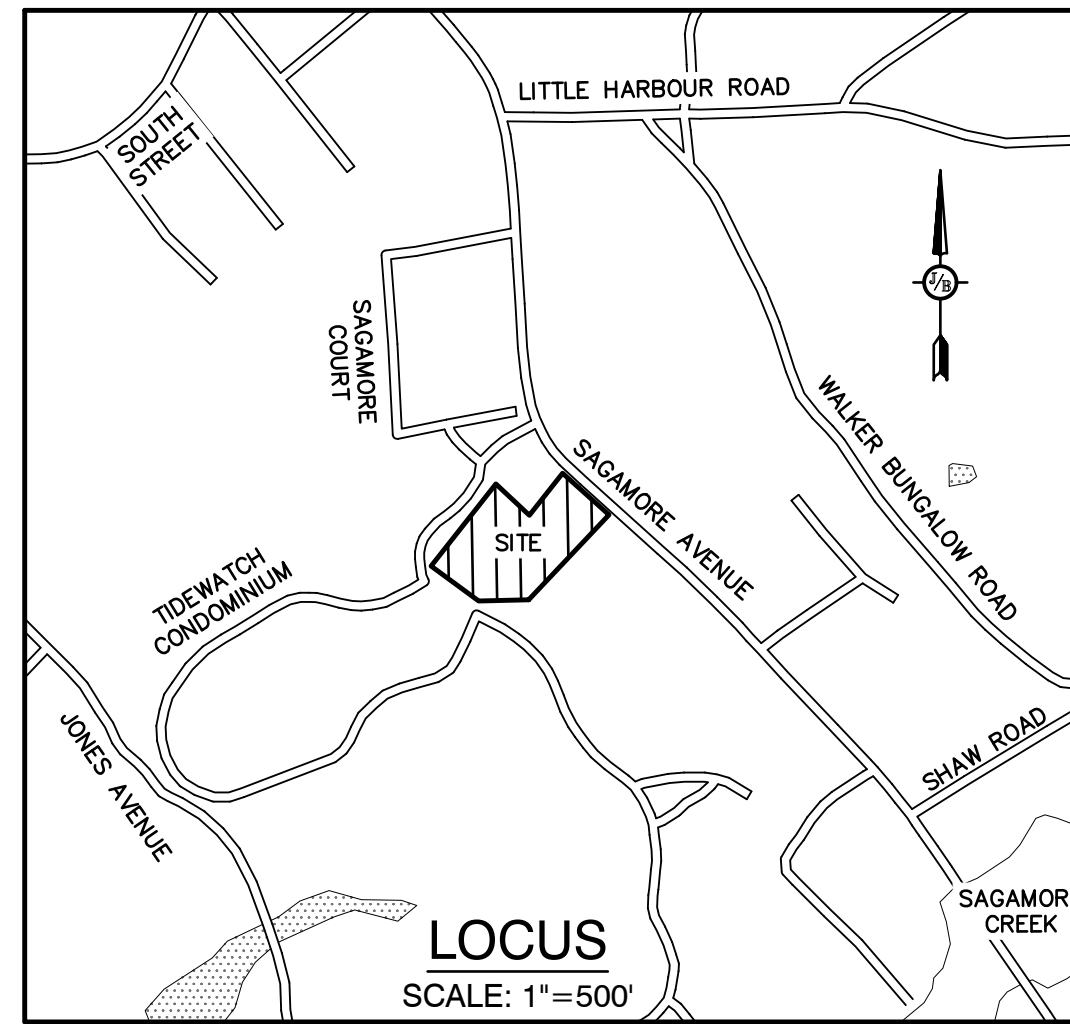 LITTLE HARBOUR ROAD
SOUTH
STREET
J/B
SAGAMORE
COURT
WALKER BUNGALOW ROAD
SAGAMORE AVENUE
SITE
TIDEWATCH
CONDOMINIUM
JONES AVENUE
SHAW ROAD
SAGAMOR
CREEK
LOCUS
SCALE: 1"=500'